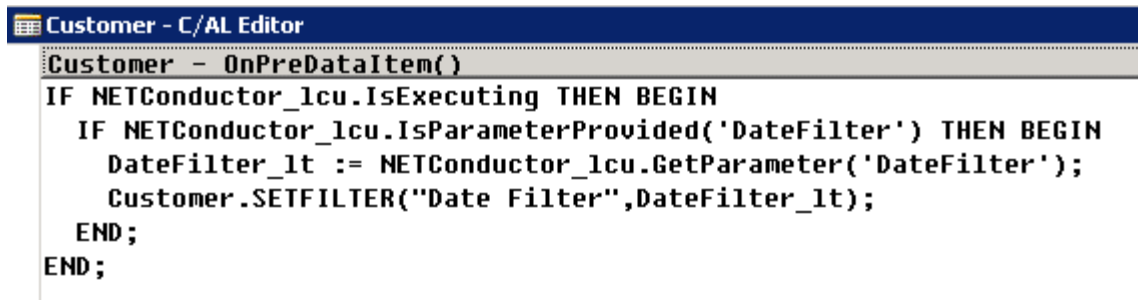 Customer - C/AL Editor
Customer - OnPreDataItem()
IF NETConductor_lcu.IsExecuting THEN BEGIN
  IF NETConductor_lcu.IsParameterProvided('DateFilter') THEN BEGIN
    DateFilter_lt := NETConductor_lcu.GetParameter('DateFilter');
    Customer.SETFILTER("Date Filter",DateFilter_lt);
  END;
END;